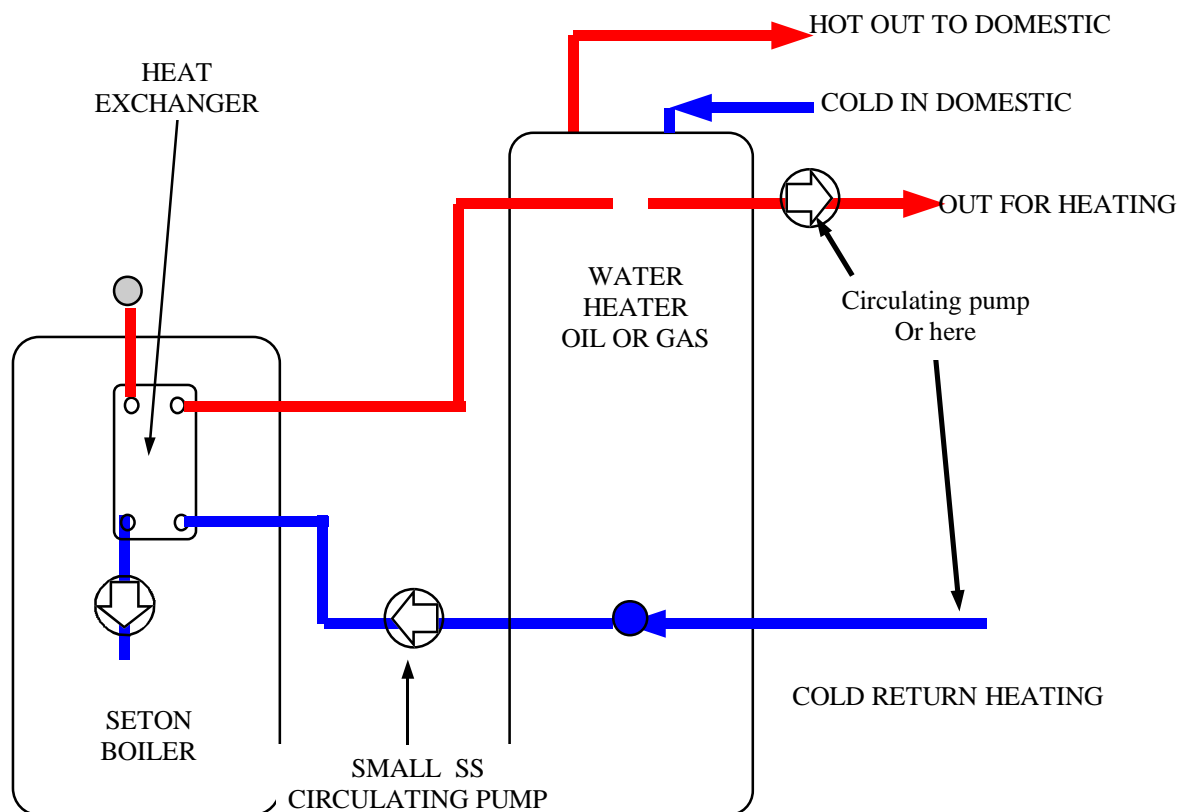 HOT OUT TO DOMESTIC
HEAT
EXCHANGER
COLD IN DOMESTIC
OUT FOR HEATING
WATER
HEATER
OIL OR GAS
Circulating pump
Or here
COLD RETURN HEATING
SETON
BOILER
SMALL SS
CIRCULATING PUMP